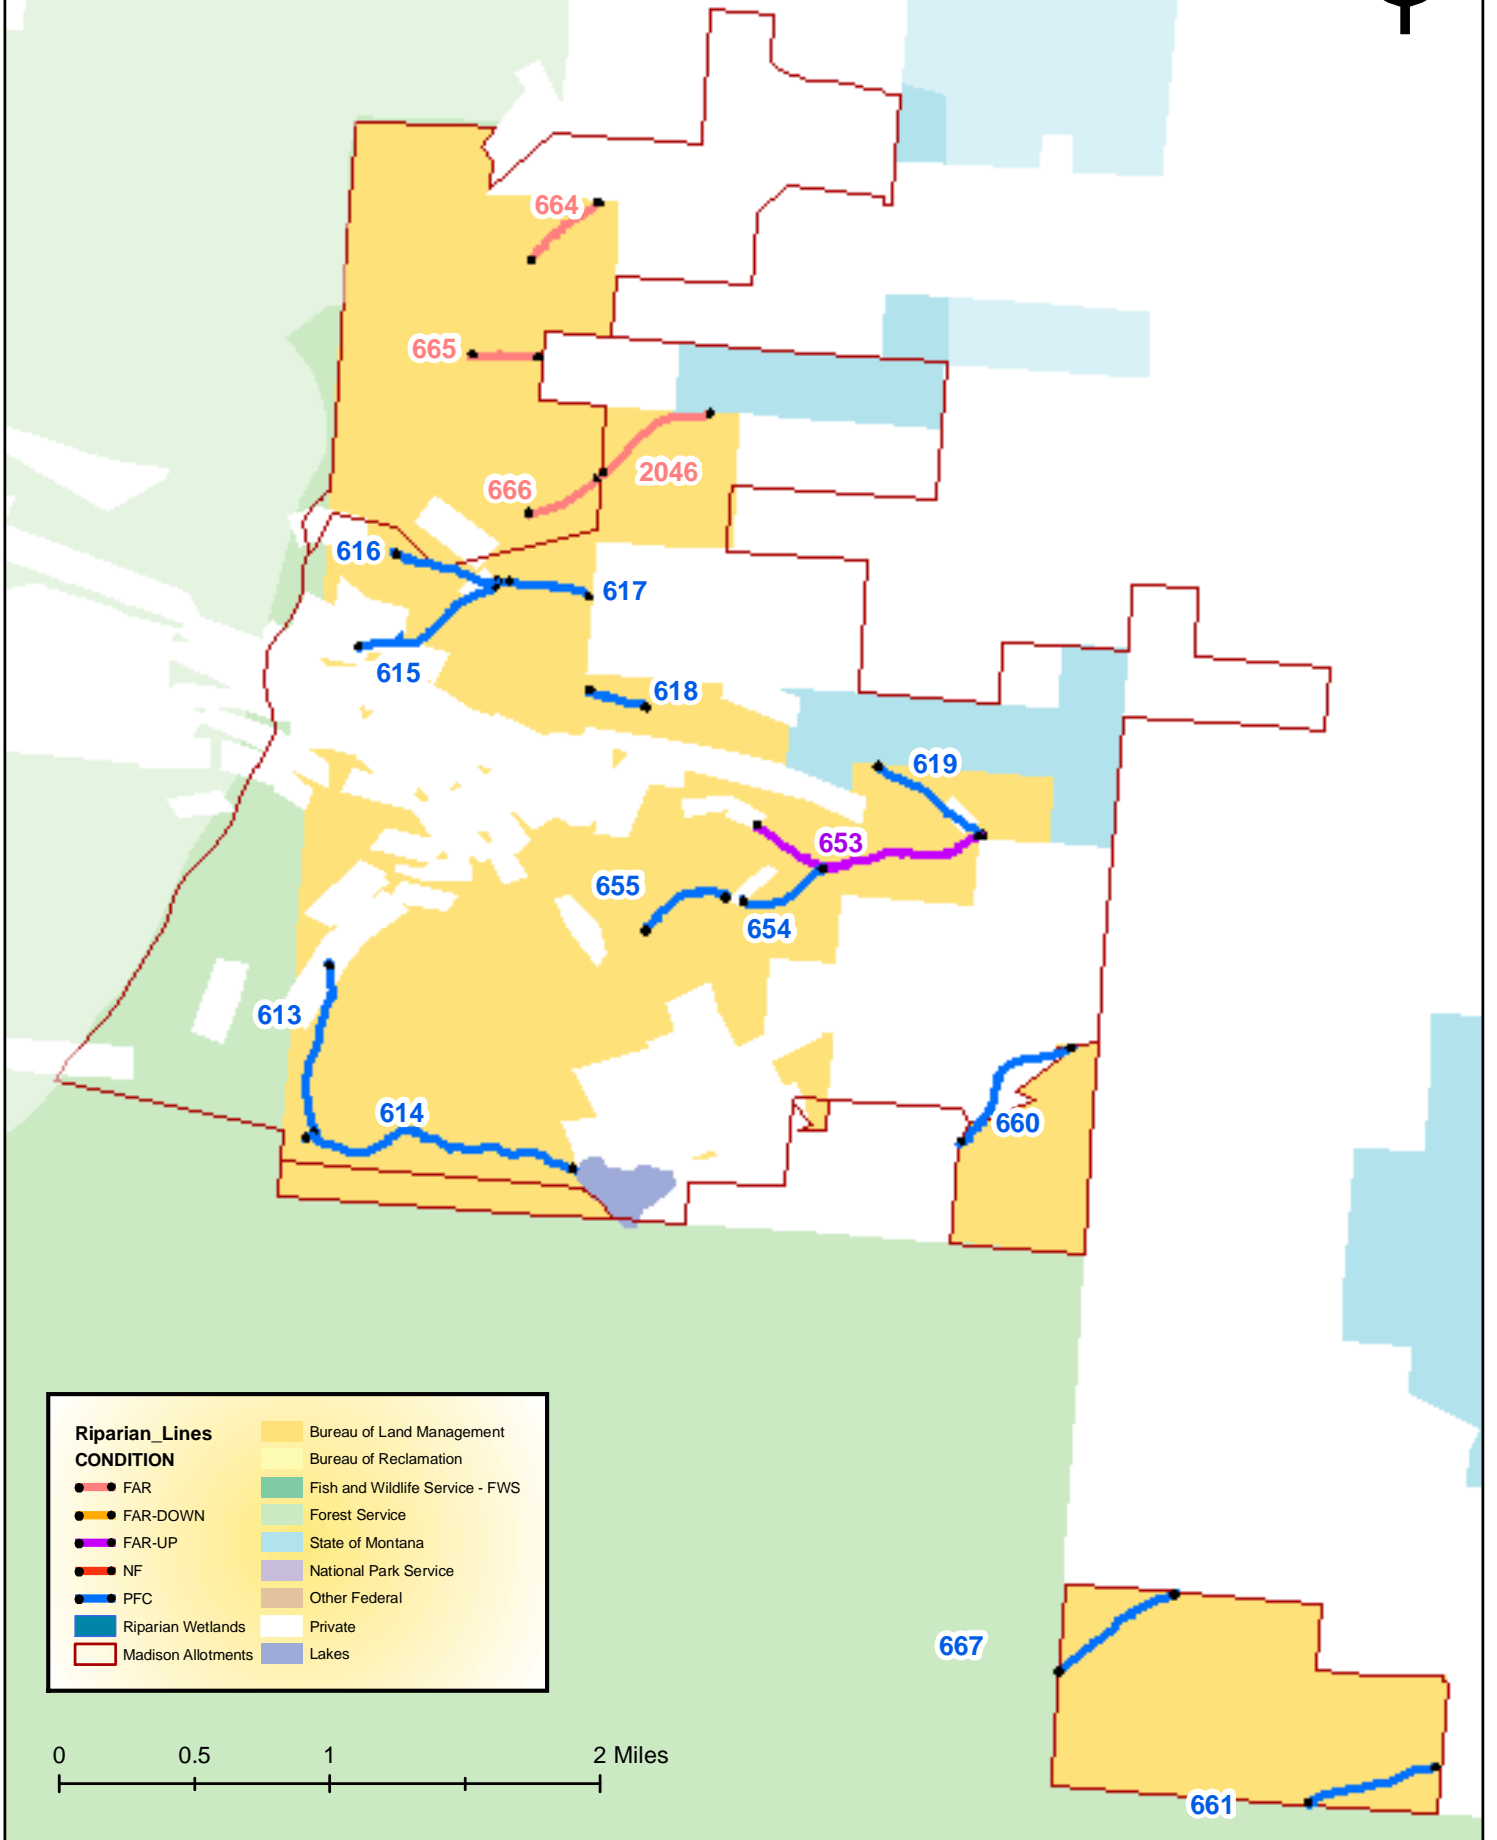 664
665
2046
666
616
617
615
618
619
653
655
654
613
614
660
Riparian_Lines
CONDITION
FAR
FAR-DOWN
FAR-UP
NF
PFC
Riparian Wetlands
Madison Allotments
Bureau of Land Management
Bureau of Reclamation
Fish and Wildlife Service - FWS
Forest Service
State of Montana
National Park Service
Other Federal
Private
Lakes
667
0 0.5 1 2 Miles
661